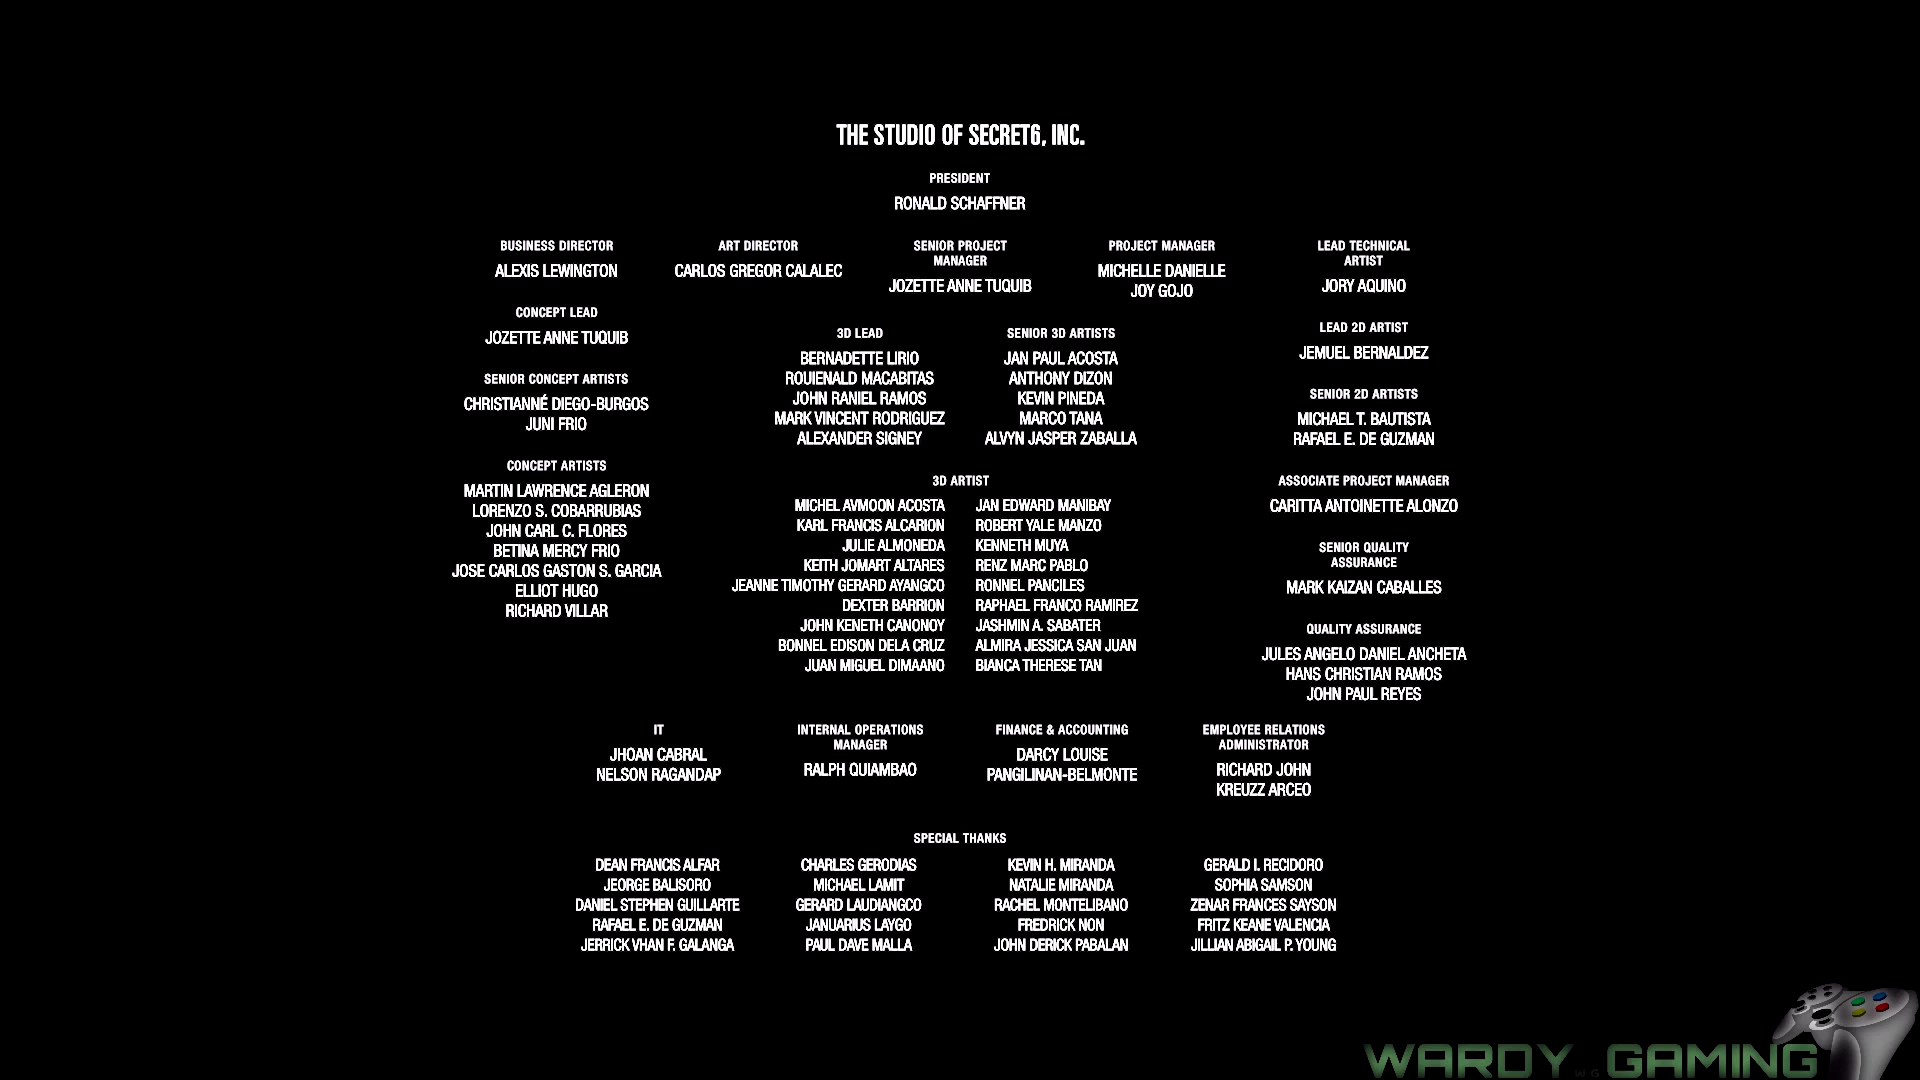 THE STUDIO OF SECRET6, INC.
PRESIDENT
RONALD SCHAFFNER
BUSINESS DIRECTOR
ALEXIS LEWINGTON
ART DIRECTOR
CARLOS GREGOR CALALEC
SENIOR PROJECT
MANAGER
JOZETTE ANNE TUQUIB
PROJECT MANAGER
MICHELLE DANIELLE
JOY GOJO
LEAD TECHNICAL
ARTIST
JORY AQUINO
CONCEPT LEAD
JOZETTE ANNE TUQUIB
SENIOR CONCEPT ARTISTS
CHRISTIANNÉ DIEGO-BURGOS
JUNI FRIO
CONCEPT ARTISTS
MARTIN LAWRENCE AGLERON
LORENZO S. COBARRUBIAS
JOHN CARL C. FLORES
BETINA MERCY FRIO
JOSE CARLOS GASTON S. GARCIA
ELLIOT HUGO
RICHARD VILLAR
3D LEAD
BERNADETTE LIRIO
ROUIENALD MACABITAS
JOHN RANIEL RAMOS
MARK VINCENT RODRIGUEZ
ALEXANDER SIGNEY
SENIOR 3D ARTISTS
JAN PAUL ACOSTA
ANTHONY DIZON
KEVIN PINEDA
MARCO TANA
ALVYN JASPER ZABALLA
3D ARTIST
MICHEL AVMOON ACOSTA
KARL FRANCIS ALCARION
JULIE ALMONEDA
KEITH JOMART ALTARES
JEANNE TIMOTHY GERARD AYANGCO
DEXTER BARRION
JOHN KENETH CANONOY
BONNEL EDISON DELA CRUZ
JUAN MIGUEL DIMAANO
JAN EDWARD MANIBAY
ROBERT YALE MANZO
KENNETH MUYA
RENZ MARC PABLO
RONNEL PANCILES
RAPHAEL FRANCO RAMIREZ
JASHMIN A. SABATER
ALMIRA JESSICA SAN JUAN
BIANCA THERESE TAN
LEAD 2D ARTIST
JEMUEL BERNALDEZ
SENIOR 2D ARTISTS
MICHAEL T. BAUTISTA
RAFAEL E. DE GUZMAN
ASSOCIATE PROJECT MANAGER
CARITTA ANTOINETTE ALONZO
SENIOR QUALITY
ASSURANCE
MARK KAIZAN CABALLES
QUALITY ASSURANCE
JULES ANGELO DANIEL ANCHETA
HANS CHRISTIAN RAMOS
JOHN PAUL REYES
IT
JHOAN CABRAL
NELSON RAGANDAP
INTERNAL OPERATIONS
MANAGER
RALPH QUIAMBAO
FINANCE & ACCOUNTING
DARCY LOUISE
PANGILINAN-BELMONTE
EMPLOYEE RELATIONS
ADMINISTRATOR
RICHARD JOHN
KREUZZ ARCEO
SPECIAL THANKS
DEAN FRANCIS ALFAR
JEORGE BALISORO
DANIEL STEPHEN GUILLARTE
RAFAEL E. DE GUZMAN
JERRICK VHAN F. GALANGA
CHARLES GERODIAS
MICHAEL LAMIT
GERARD LAUDIANGCO
JANUARIUS LAYGO
PAUL DAVE MALLA
KEVIN H. MIRANDA
NATALIE MIRANDA
RACHEL MONTELIBANO
FREDRICK NON
JOHN DERICK PABALAN
GERALD I. RECIDORO
SOPHIA SAMSON
ZENAR FRANCES SAYSON
FRITZ KEANE VALENCIA
JILLIAN ABIGAIL P. YOUNG
WARDY WG GAMING